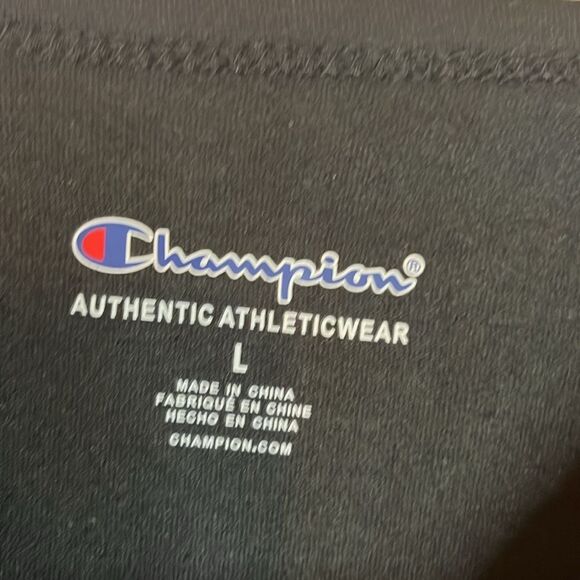 Champion®
AUTHENTIC ATHLETICWEAR
L
MADE IN CHINA
FABRIQUÉ EN CHINE
HECHO EN CHINA
CHAMPION.COM